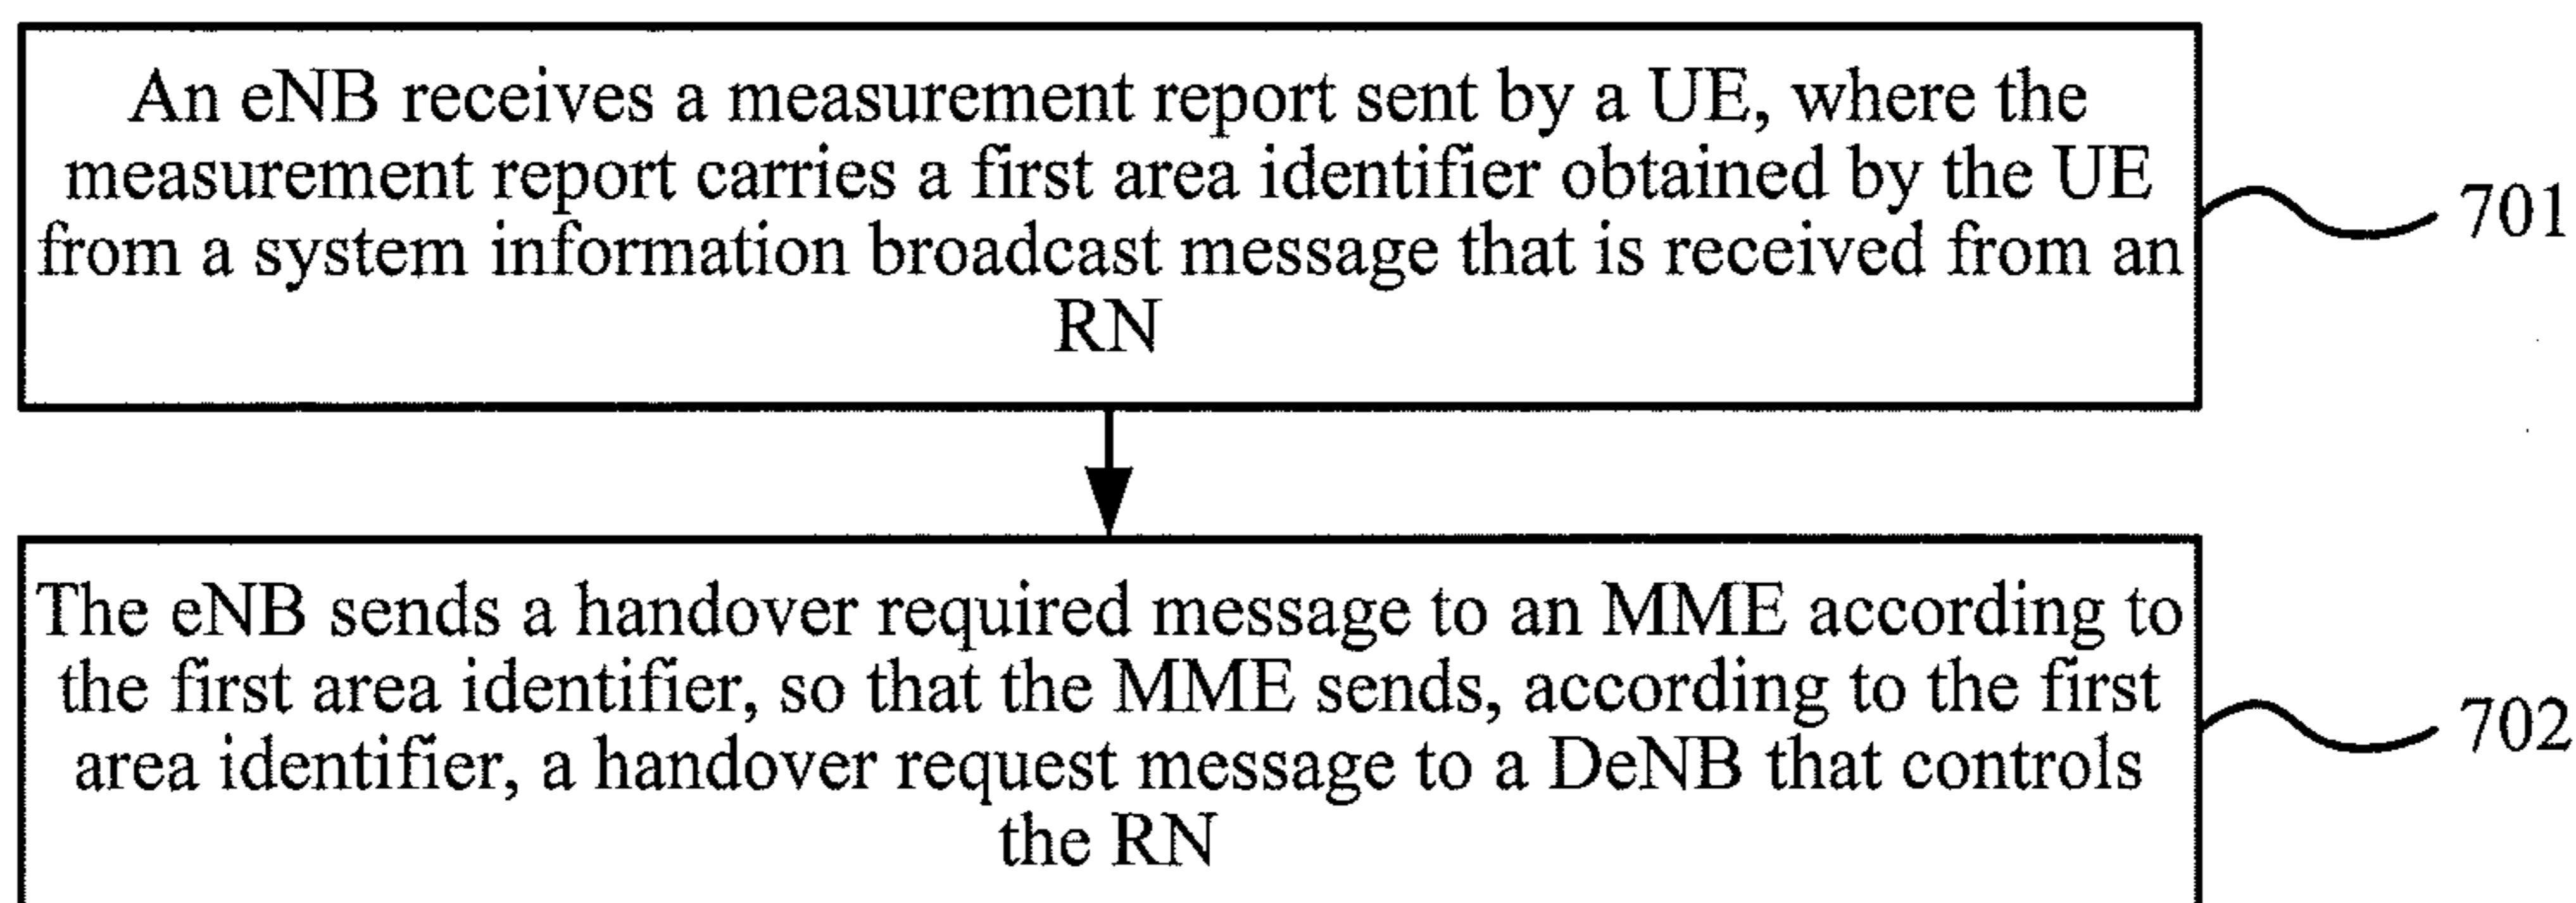 An eNB receives a measurement report sent by a UE, where the
measurement report carries a first area identifier obtained by the UE
from a system information broadcast message that is received from an
RN
701
The eNB sends a handover required message to an MME according to
the first area identifier, so that the MME sends, according to the first
area identifier, a handover request message to a DeNB that controls
the RN
702